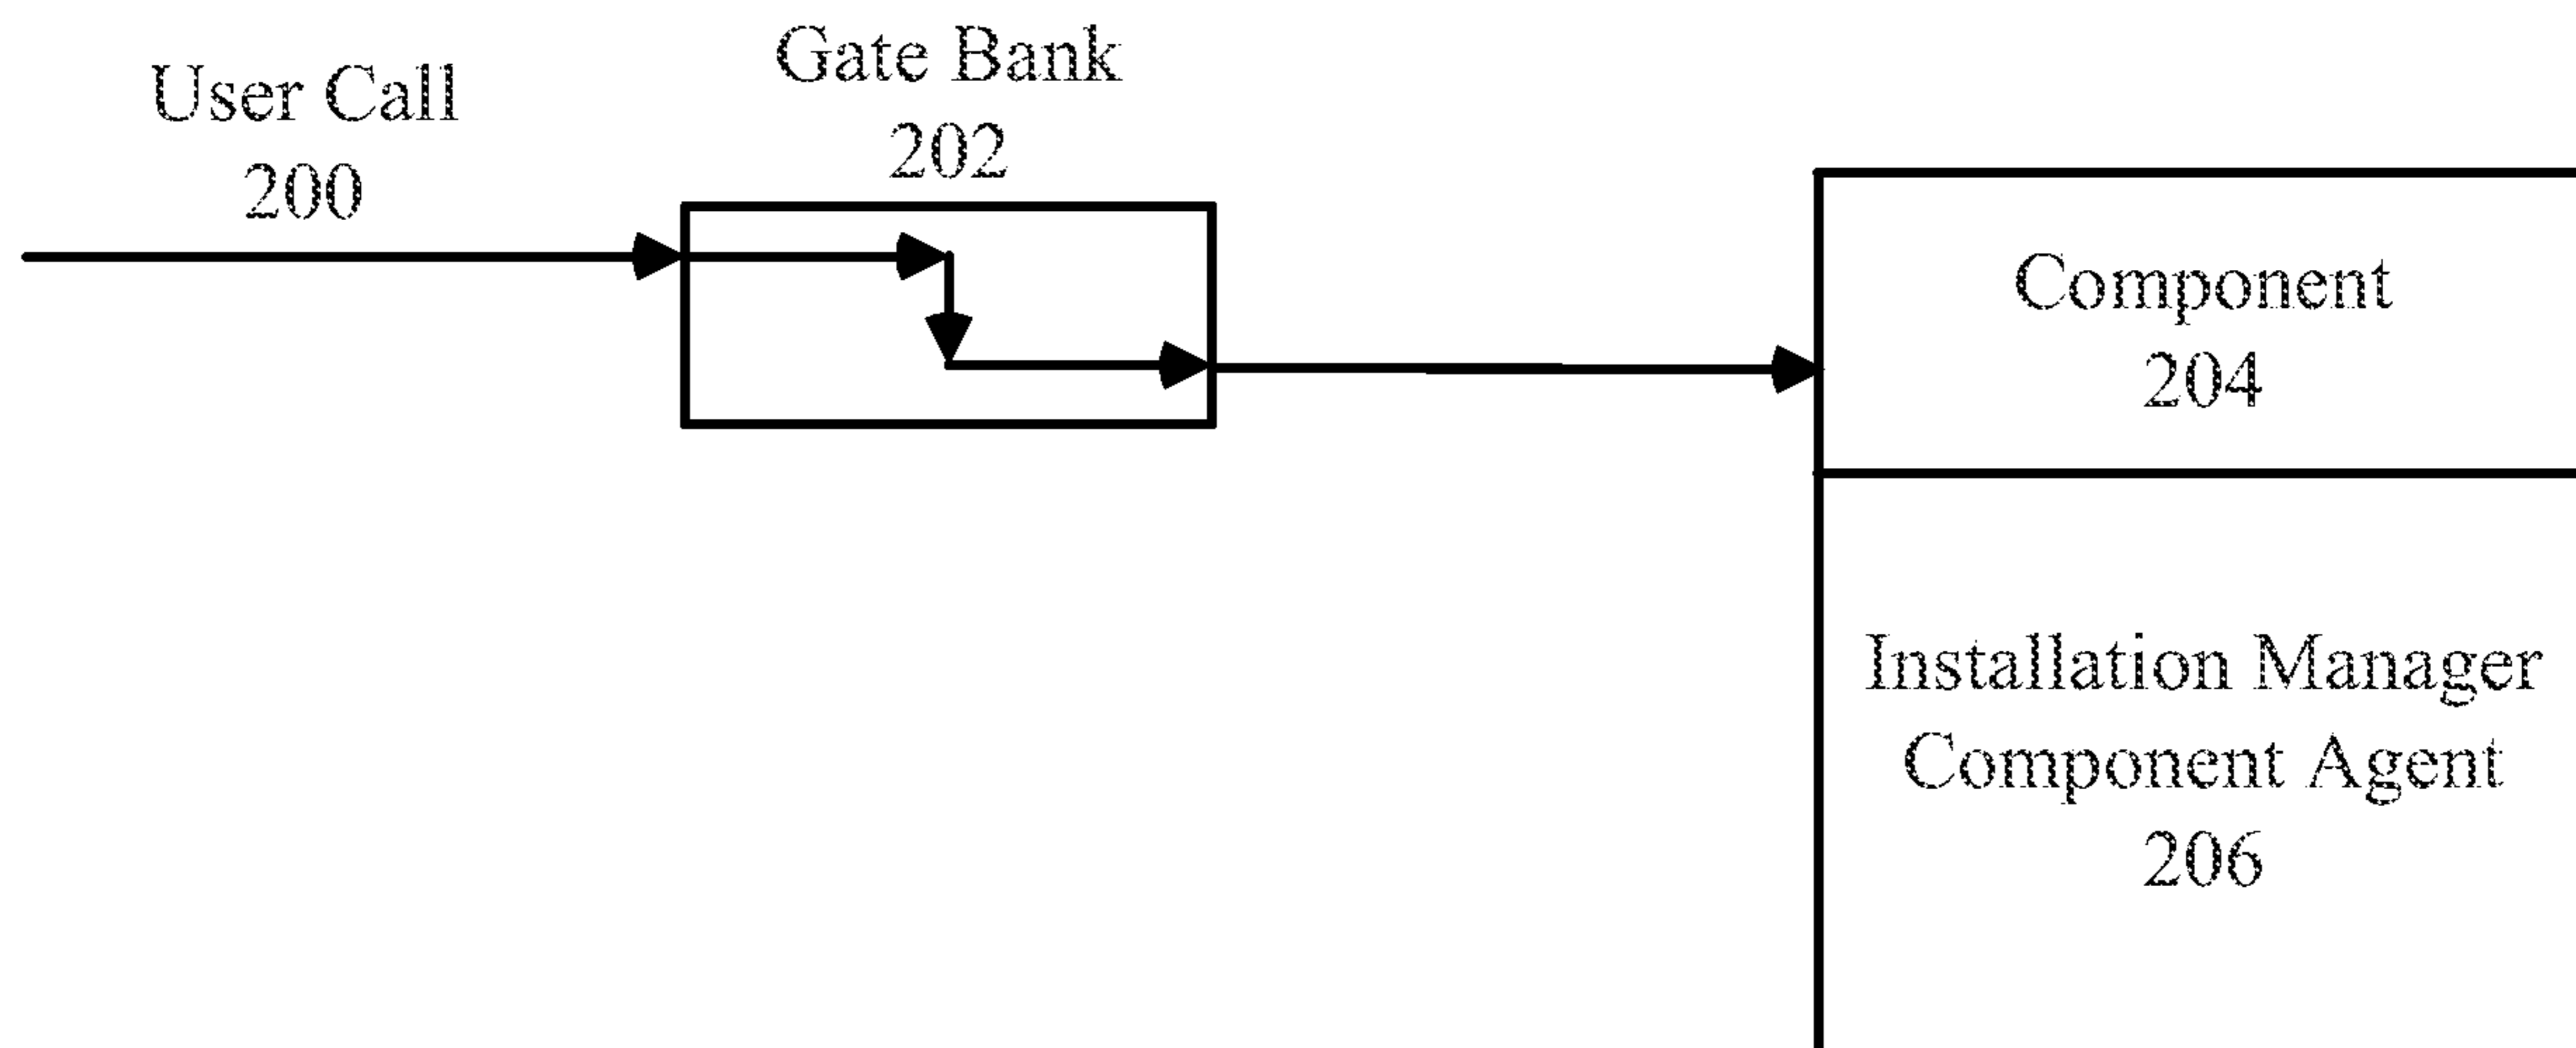 User Call
200
Gate Bank
202
Component
204
Installation Manager
Component Agent
206